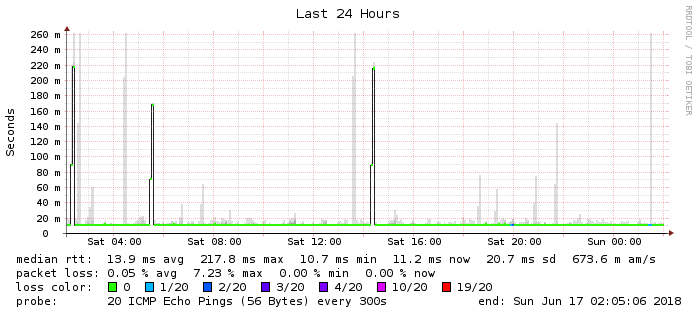 Last 24 Hours
RRDTOOL / TOBI OETIKER
Seconds
260 m
240 m
220 m
200 m
180 m
160 m
140 m
120 m
100 m
80 m
60 m
40 m
20 m
0
Sat 04:00 Sat 08:00 Sat 12:00 Sat 16:00 Sat 20:00 Sun 00:00
median rtt: 13.9 ms avg 217.8 ms max 10.7 ms min 11.2 ms now 20.7 ms sd 673.6 m am/s
packet loss: 0.05 % avg 7.23 % max 0.00 % min 0.00 % now
loss color: 0 1/20 2/20 3/20 4/20 10/20 19/20
probe: 20 ICMP Echo Pings (56 Bytes) every 300s end: Sun Jun 17 02:05:06 2018